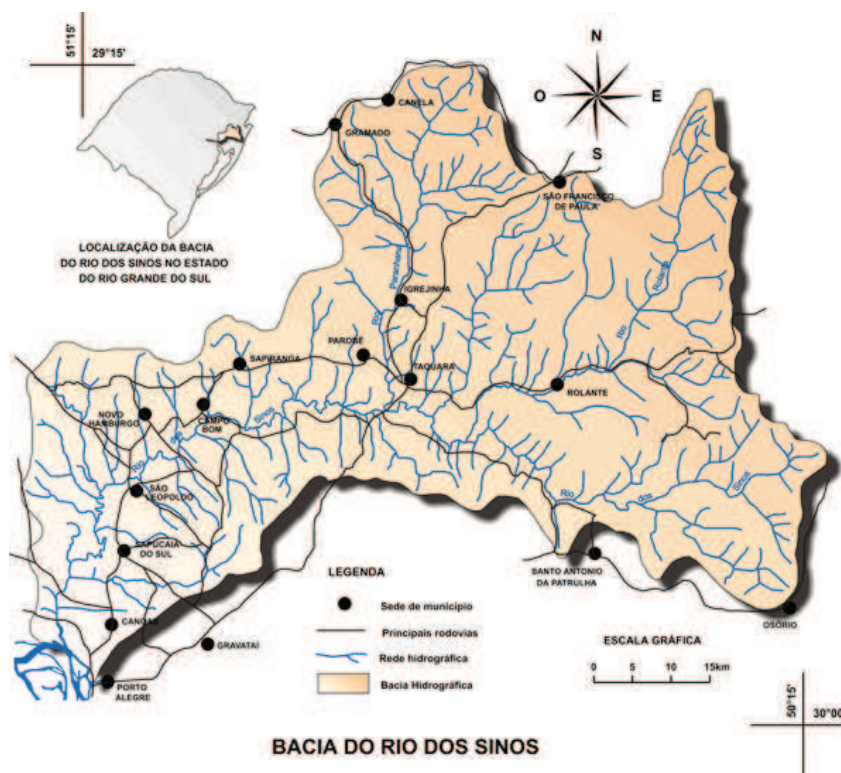 51°15'
29°15'
N
O
E
S
CANELA
GRAMADO
SÃO FRANCISCO
DE PAULA
LOCALIZAÇÃO DA BACIA
DO RIO DOS SINOS NO ESTADO
DO RIO GRANDE DO SUL
Rio
Paranhana
IGREJINHA
Rio
Rolante
PAROBÉ
SAPIRANGA
TAQUARA
ROLANTE
NOVO
HAMBURGO
CAMPO
BOM
Rio
dos
Sinos
SÃO
LEOPOLDO
Rio
dos
Sinos
SAPUCAIA
DO SUL
SANTO ANTONIO
DA PATRULHA
OSÓRIO
CANOAS
GRAVATAÍ
PORTO
ALEGRE
LEGENDA
Sede de município
Principais rodovias
Rede hidrográfica
Bacia Hidrográfica
ESCALA GRÁFICA
0 5 10 15km
50°15'
30°00
BACIA DO RIO DOS SINOS